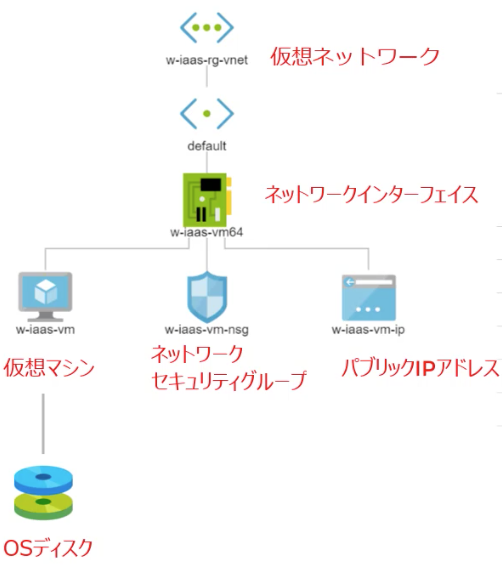 w-iaas-rg-vnet
仮想ネットワーク
default
ネットワークインターフェイス
w-iaas-vm64
w-iaas-vm
w-iaas-vm-nsg
w-iaas-vm-ip
仮想マシン
ネットワーク
セキュリティグループ
パブリックIPアドレス
OSディスク